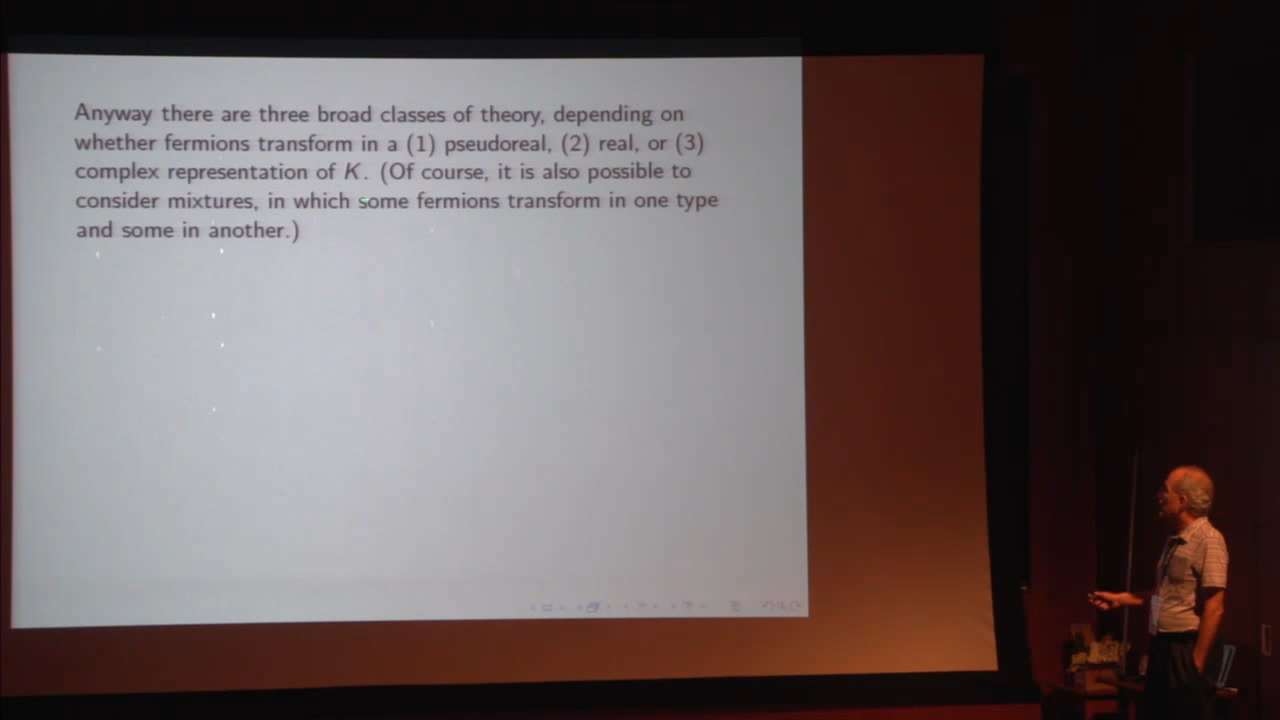 Anyway there are three broad classes of theory, depending on
whether fermions transform in a (1) pseudoreal, (2) real, or (3)
complex representation of K. (Of course, it is also possible to
consider mixtures, in which some fermions transform in one type
and some in another.)